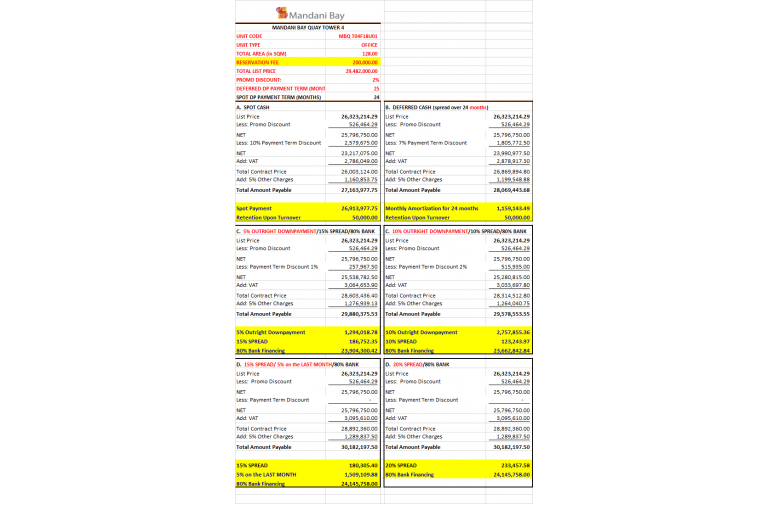 Mandani Bay
MANDANI BAY QUAY TOWER 4
UNIT CODE MBQ T04F18U01
UNIT TYPE OFFICE
TOTAL AREA (in SQM) 128.00
RESERVATION FEE 200,000.00
TOTAL LIST PRICE 29,482,000.00
PROMO DISCOUNT: 2%
DEFERRED DP PAYMENT TERM (MONT 25
SPOT DP PAYMENT TERM (MONTHS) 24
A. SPOT CASH
List Price 26,323,214.29
Less: Promo Discount 526,464.29
NET 25,796,750.00
Less: 10% Payment Term Discount 2,579,675.00
NET 23,217,075.00
Add: VAT 2,786,049.00
Total Contract Price 26,003,124.00
Add: 5% Other Charges 1,160,853.75
Total Amount Payable 27,163,977.75
Spot Payment 26,913,977.75
Retention Upon Turnover 50,000.00
B. DEFERRED CASH (spread over 24 months)
List Price 26,323,214.29
Less: Promo Discount 526,464.29
NET 25,796,750.00
Less: 7% Payment Term Discount 1,805,772.50
NET 23,990,977.50
Add: VAT 2,878,917.30
Total Contract Price 26,869,894.80
Add: 5% Other Charges 1,199,548.88
Total Amount Payable 28,069,443.68
Monthly Amortization for 24 months 1,159,143.49
Retention Upon Turnover 50,000.00
C. 5% OUTRIGHT DOWNPAYMENT/15% SPREAD/80% BANK
List Price 26,323,214.29
Less: Promo Discount 526,464.29
NET 25,796,750.00
Less: Payment Term Discount 1% 257,967.50
NET 25,538,782.50
Add: VAT 3,064,653.90
Total Contract Price 28,603,436.40
Add: 5% Other Charges 1,276,939.13
Total Amount Payable 29,880,375.53
5% Outright Downpayment 1,294,018.78
15% SPREAD 186,752.35
80% Bank Financing 23,904,300.42
C. 10% OUTRIGHT DOWNPAYMENT/10% SPREAD/80% BANK
List Price 26,323,214.29
Less: Promo Discount 526,464.29
NET 25,796,750.00
Less: Payment Term Discount 2% 515,935.00
NET 25,280,815.00
Add: VAT 3,033,697.80
Total Contract Price 28,314,512.80
Add: 5% Other Charges 1,264,040.75
Total Amount Payable 29,578,553.55
10% Outright Downpayment 2,757,855.36
10% SPREAD 123,243.97
80% Bank Financing 23,662,842.84
D. 15% SPREAD/ 5% on the LAST MONTH/80% BANK
List Price 26,323,214.29
Less: Promo Discount 526,464.29
NET 25,796,750.00
Less: Payment Term Discount -
NET 25,796,750.00
Add: VAT 3,095,610.00
Total Contract Price 28,892,360.00
Add: 5% Other Charges 1,289,837.50
Total Amount Payable 30,182,197.50
15% SPREAD 180,305.40
5% on the LAST MONTH 1,509,109.88
80% Bank Financing 24,145,758.00
D. 20% SPREAD/80% BANK
List Price 26,323,214.29
Less: Promo Discount 526,464.29
NET 25,796,750.00
Less: Payment Term Discount -
NET 25,796,750.00
Add: VAT 3,095,610.00
Total Contract Price 28,892,360.00
Add: 5% Other Charges 1,289,837.50
Total Amount Payable 30,182,197.50
20% SPREAD 233,457.58
80% Bank Financing 24,145,758.00